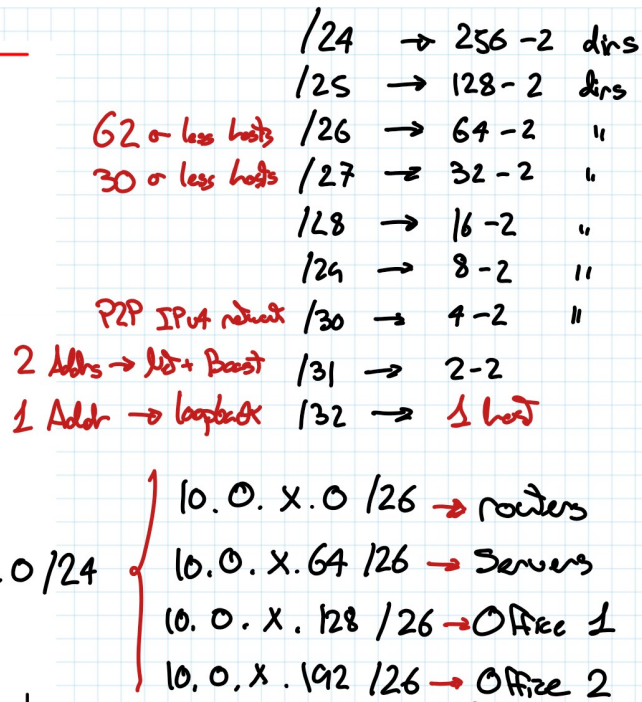 /24 → 256-2 dirs
/25 → 128-2 dirs
62 or less hosts /26 → 64-2 "
30 or less hosts /27 → 32-2 "
/28 → 16-2 "
/29 → 8-2 "
P2P IPv4 network /30 → 4-2 "
2 Addrs → + /31 → 2-2
1 Addr → loopback /32 → 1 host
10.0.X.0 /26 → routers
.0 /24 10.0.X.64 /26 → Servers
10.0.X.128 /26 → Office 1
10.0.X.192 /26 → Office 2